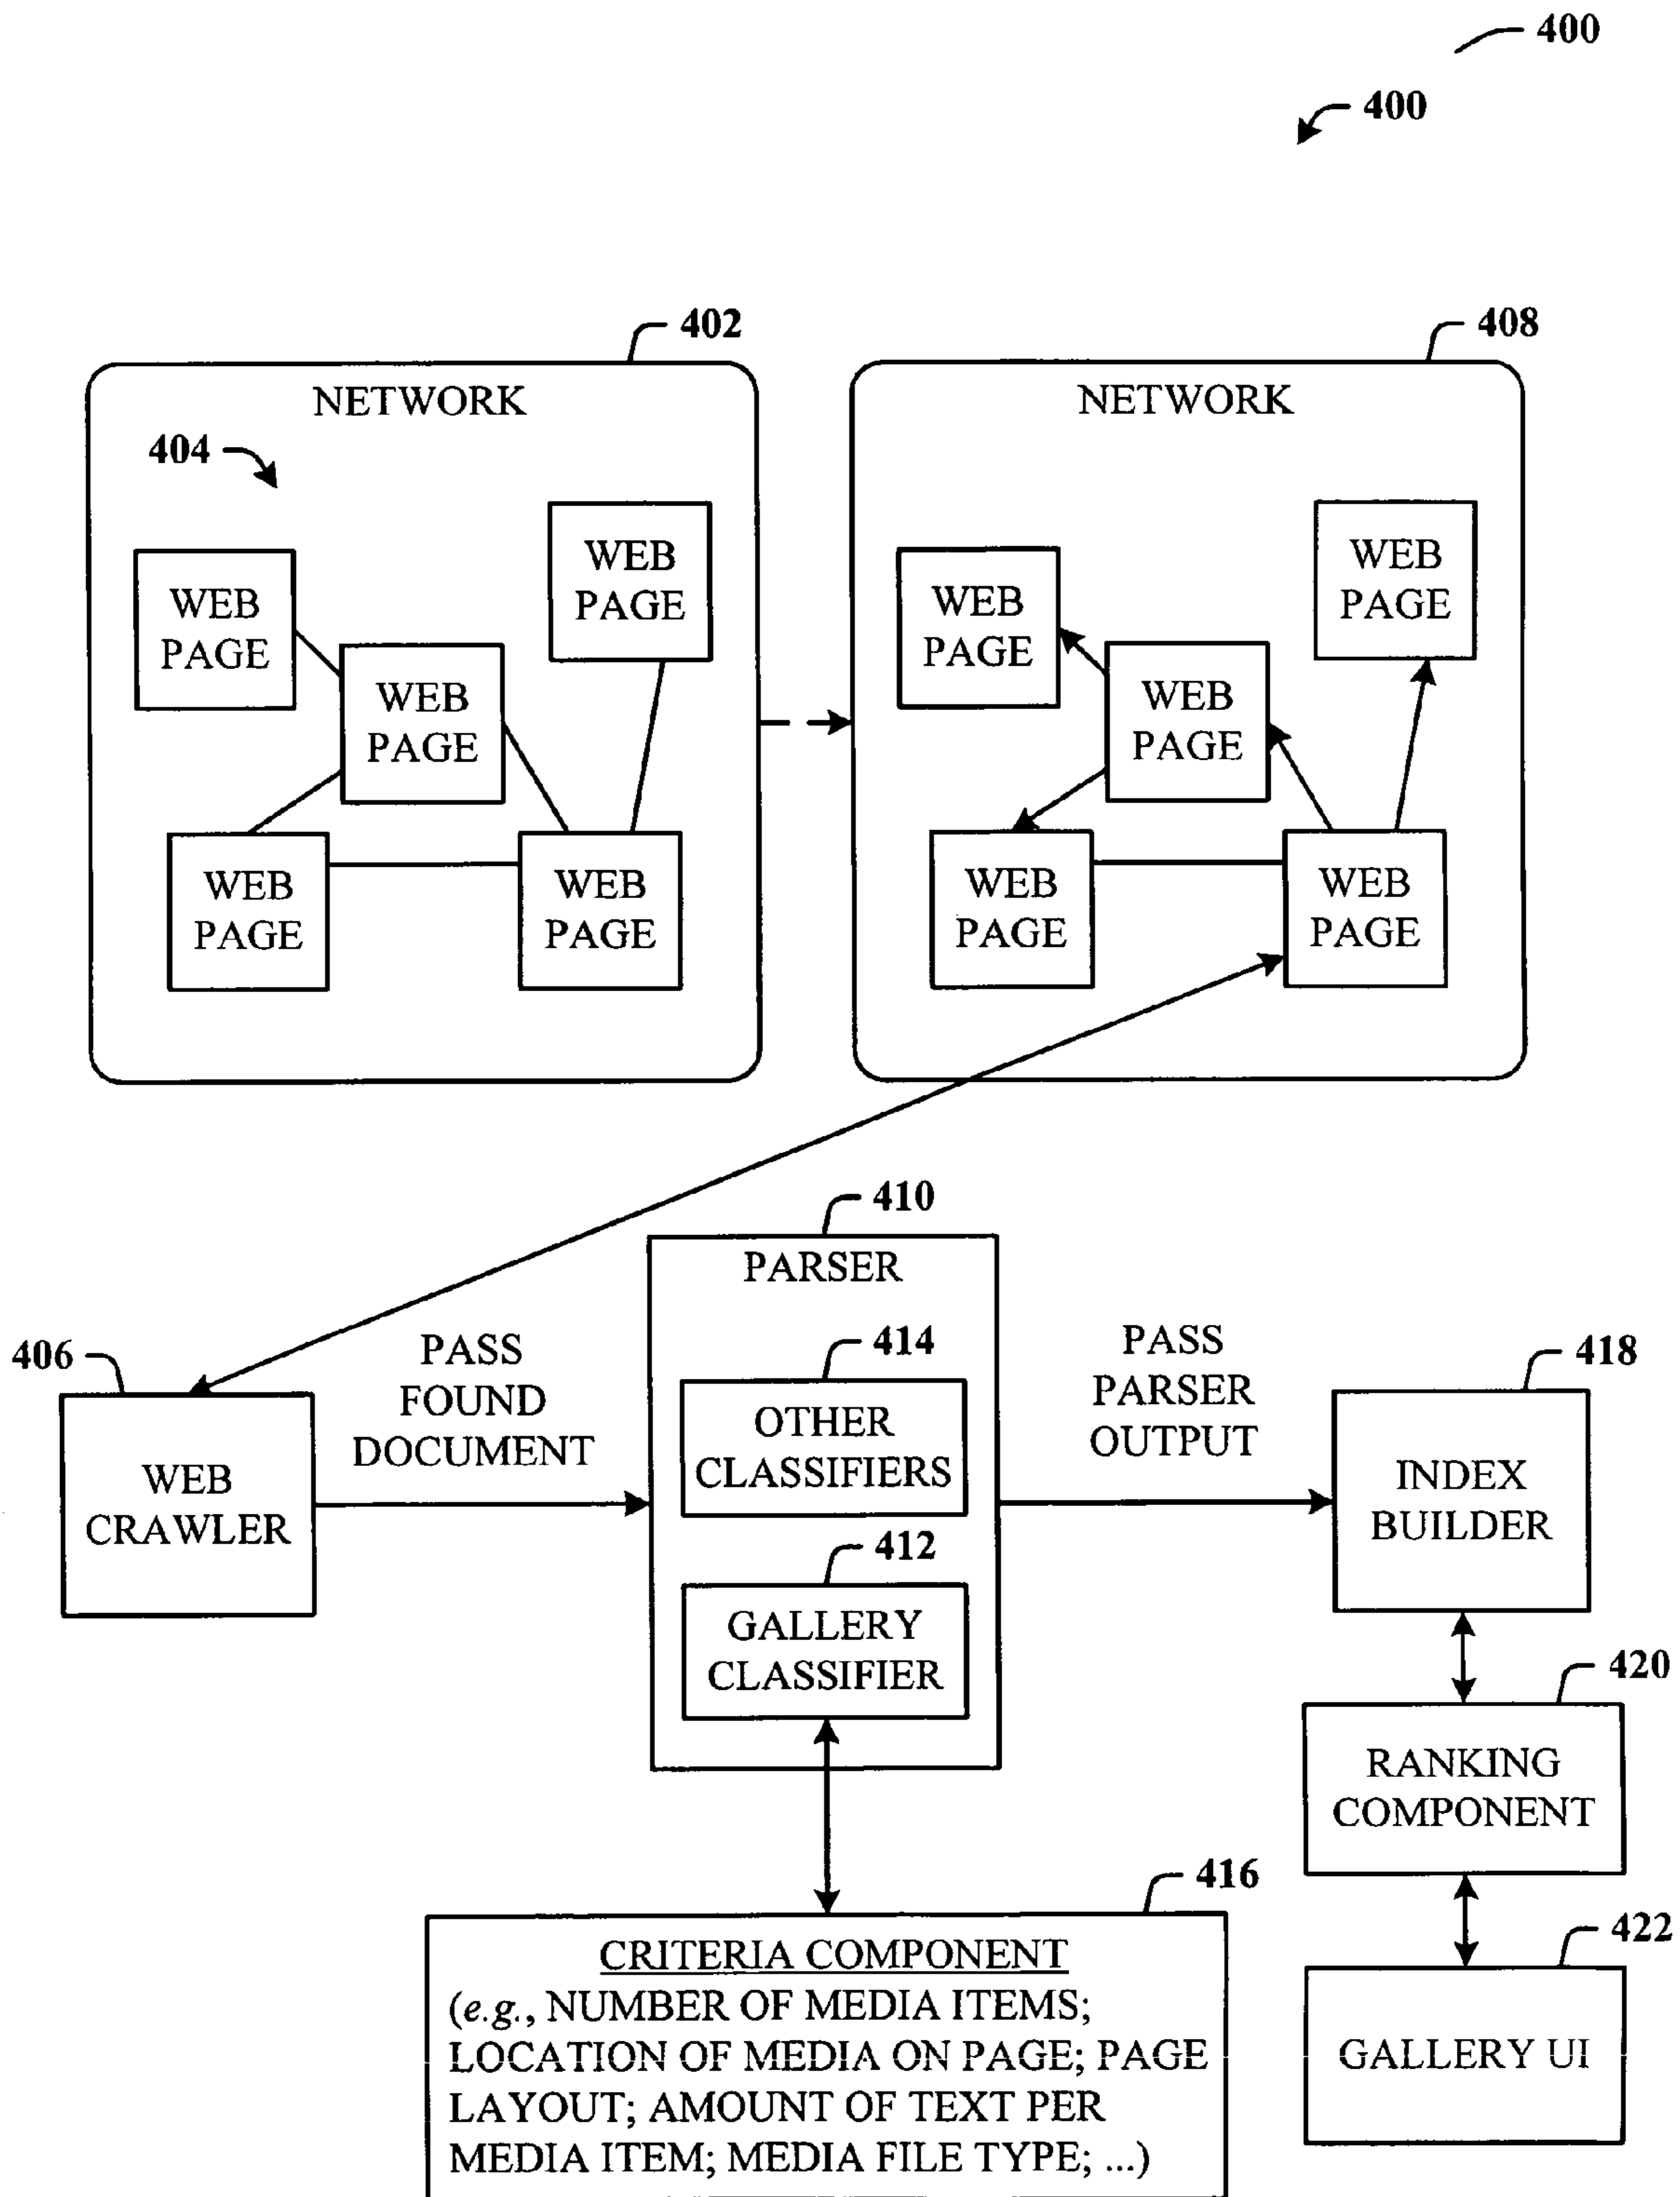 400
400
402
408
NETWORK
NETWORK
404
WEB
PAGE
WEB
PAGE
WEB
PAGE
WEB
PAGE
WEB
PAGE
WEB
PAGE
WEB
PAGE
WEB
PAGE
WEB
PAGE
WEB
PAGE
410
PARSER
406
WEB
CRAWLER
PASS
FOUND
DOCUMENT
414
OTHER
CLASSIFIERS
412
GALLERY
CLASSIFIER
PASS
PARSER
OUTPUT
418
INDEX
BUILDER
420
RANKING
COMPONENT
416
CRITERIA COMPONENT
(e.g., NUMBER OF MEDIA ITEMS;
LOCATION OF MEDIA ON PAGE; PAGE
LAYOUT; AMOUNT OF TEXT PER
MEDIA ITEM; MEDIA FILE TYPE; ...)
422
GALLERY UI